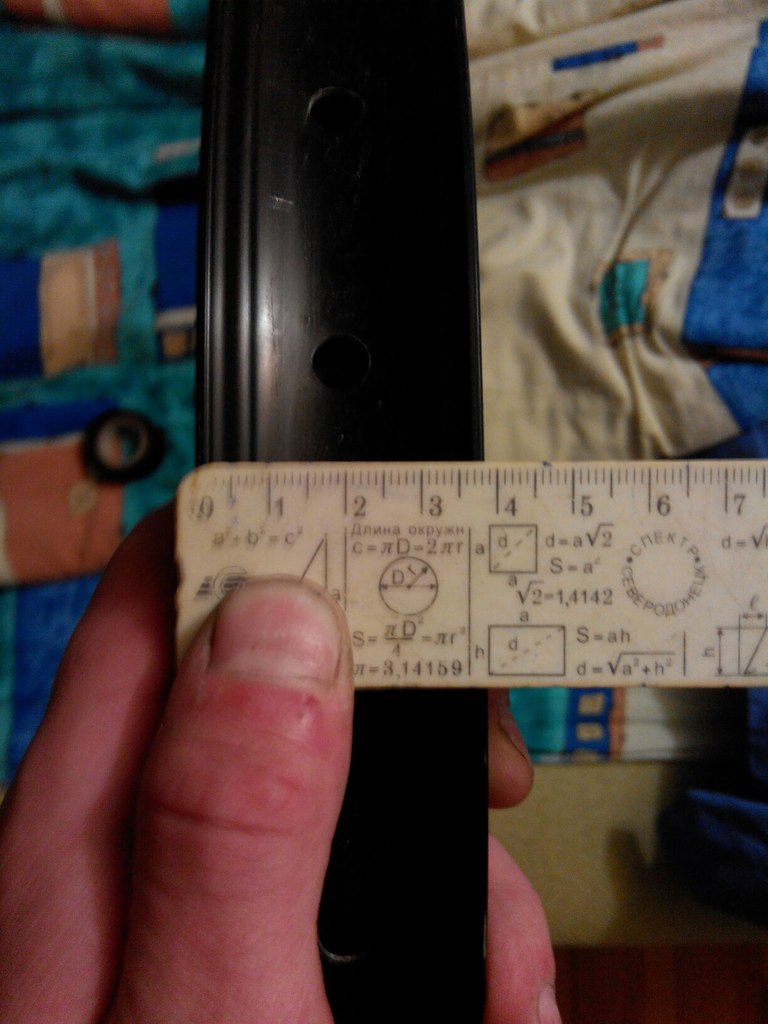 0 1 2 3 4 5 6 7
a²+b²=c²
a
Длина окружн
c=πD=2πr
D
S=πD²/4=πr²
π=3,14159
a d
a
d=a√2
S=a²
√2=1,4142
a
h d
S=ah
d=√a²+h²
•СПЕКТР•
СЕВЕРОДОНЕЦК
d=√
ℓ
h